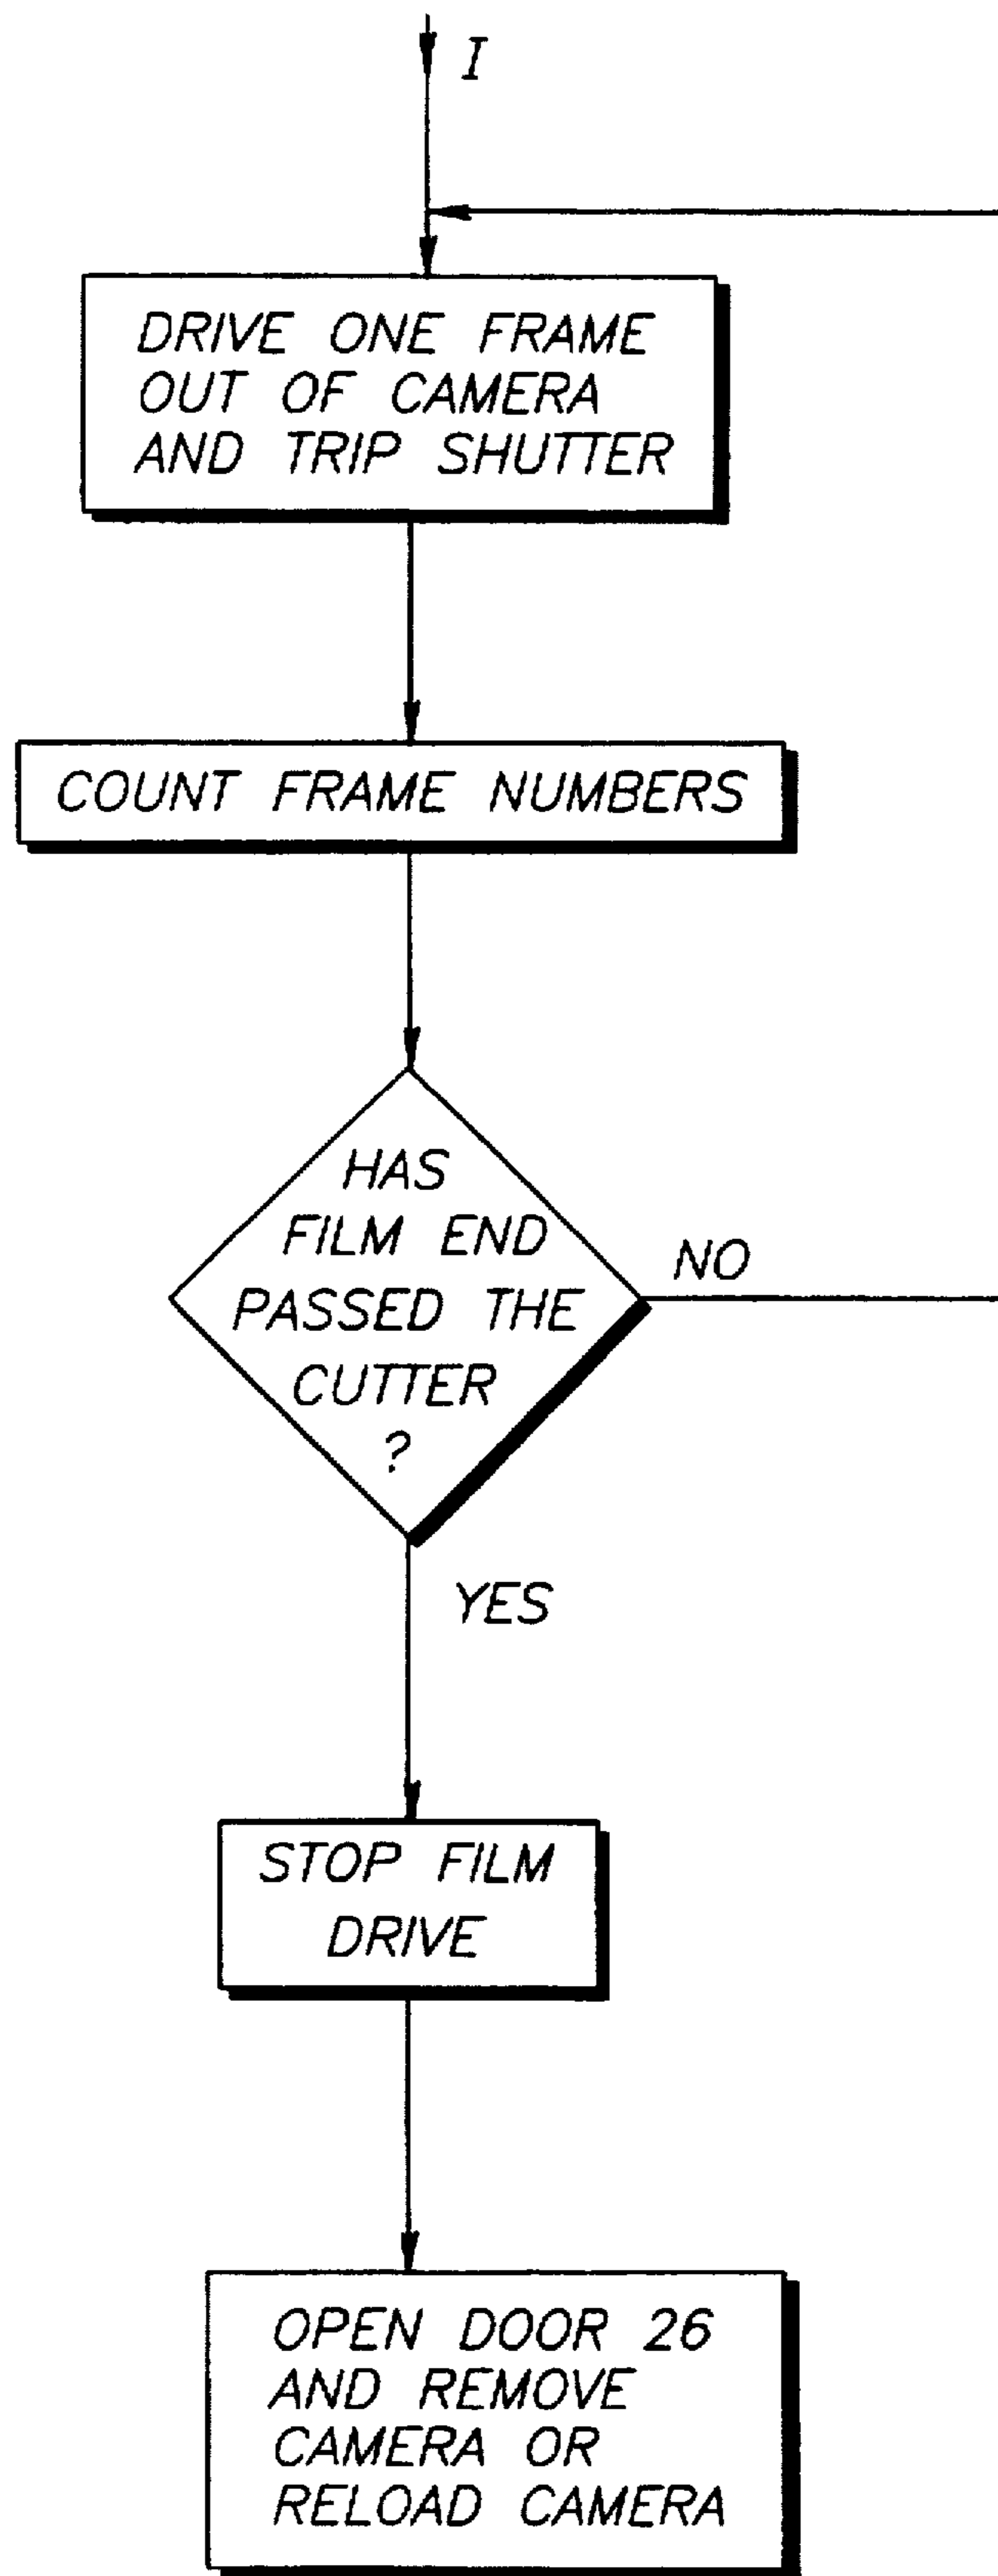 I
DRIVE ONE FRAME
OUT OF CAMERA
AND TRIP SHUTTER
COUNT FRAME NUMBERS
HAS
FILM END
PASSED THE
CUTTER
?
NO
YES
STOP FILM
DRIVE
OPEN DOOR 26
AND REMOVE
CAMERA OR
RELOAD CAMERA